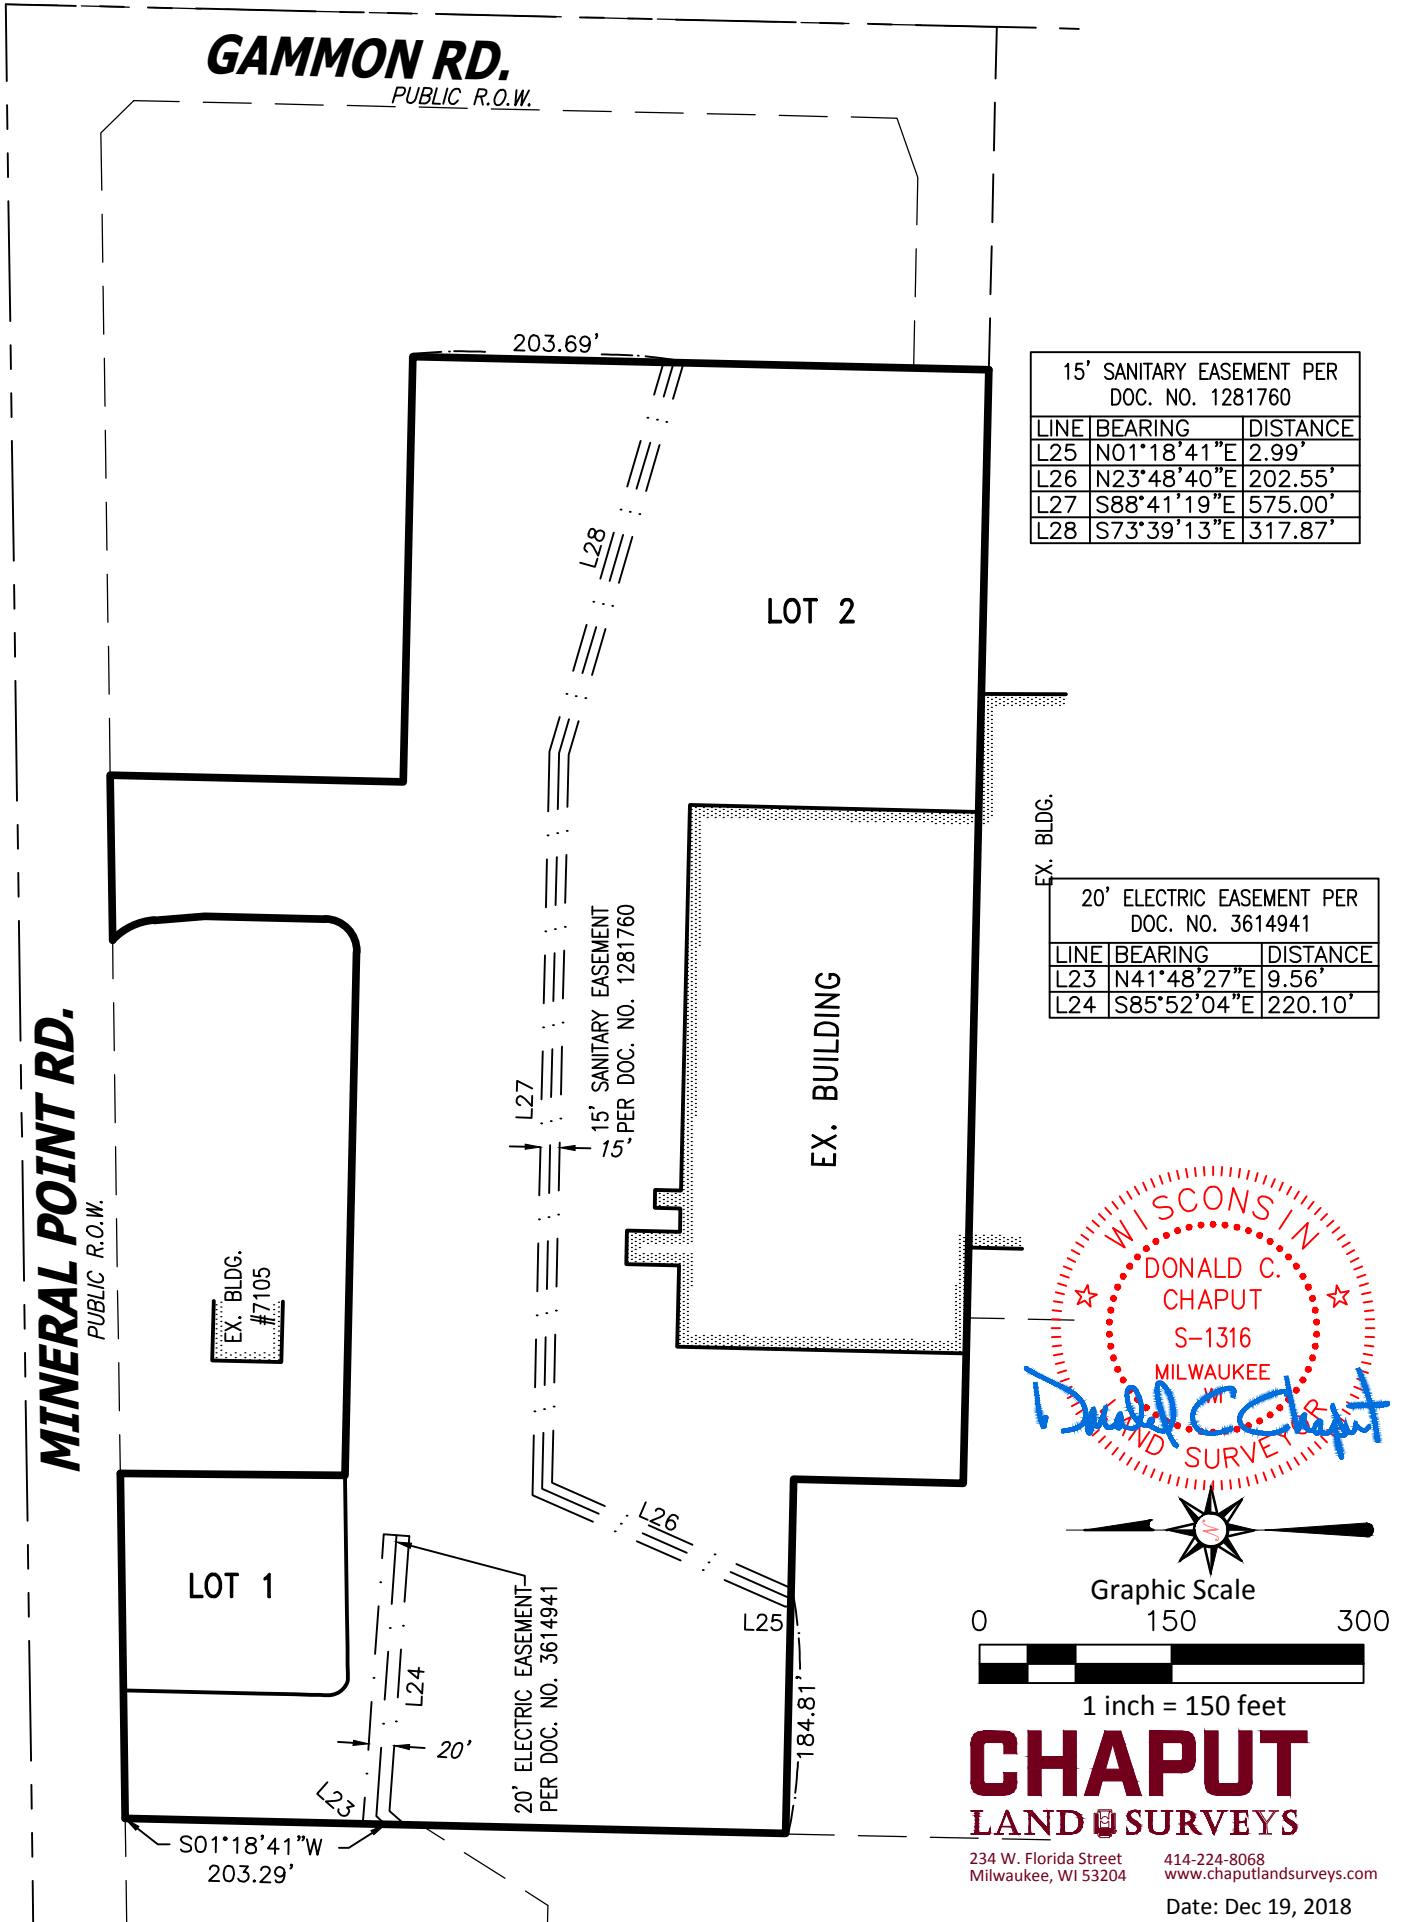 GAMMON RD.
PUBLIC R.O.W.
203.69'
15' SANITARY EASEMENT PER
DOC. NO. 1281760
LINE BEARING DISTANCE
L25 N01°18'41"E 2.99'
L26 N23°48'40"E 202.55'
L27 S88°41'19"E 575.00'
L28 S73°39'13"E 317.87'
L28
LOT 2
EX. BLDG.
20' ELECTRIC EASEMENT PER
DOC. NO. 3614941
LINE BEARING DISTANCE
L23 N41°48'27"E 9.56'
L24 S85°52'04"E 220.10'
15' SANITARY EASEMENT
PER DOC. NO. 1281760
L27
15'
EX. BUILDING
MINERAL POINT RD.
PUBLIC R.O.W.
EX. BLDG.
#7105
WISCONSIN
DONALD C.
CHAPUT
S-1316
MILWAUKEE
WI
LAND SURVEYOR
Donald C Chaput
N
L26
LOT 1
L25
L24
20'
20' ELECTRIC EASEMENT
PER DOC. NO. 3614941
184.81'
L23
S01°18'41"W
203.29'
Graphic Scale
0 150 300
1 inch = 150 feet
CHAPUT
LAND SURVEYS
234 W. Florida Street
Milwaukee, WI 53204
414-224-8068
www.chaputlandsurveys.com
Date: Dec 19, 2018